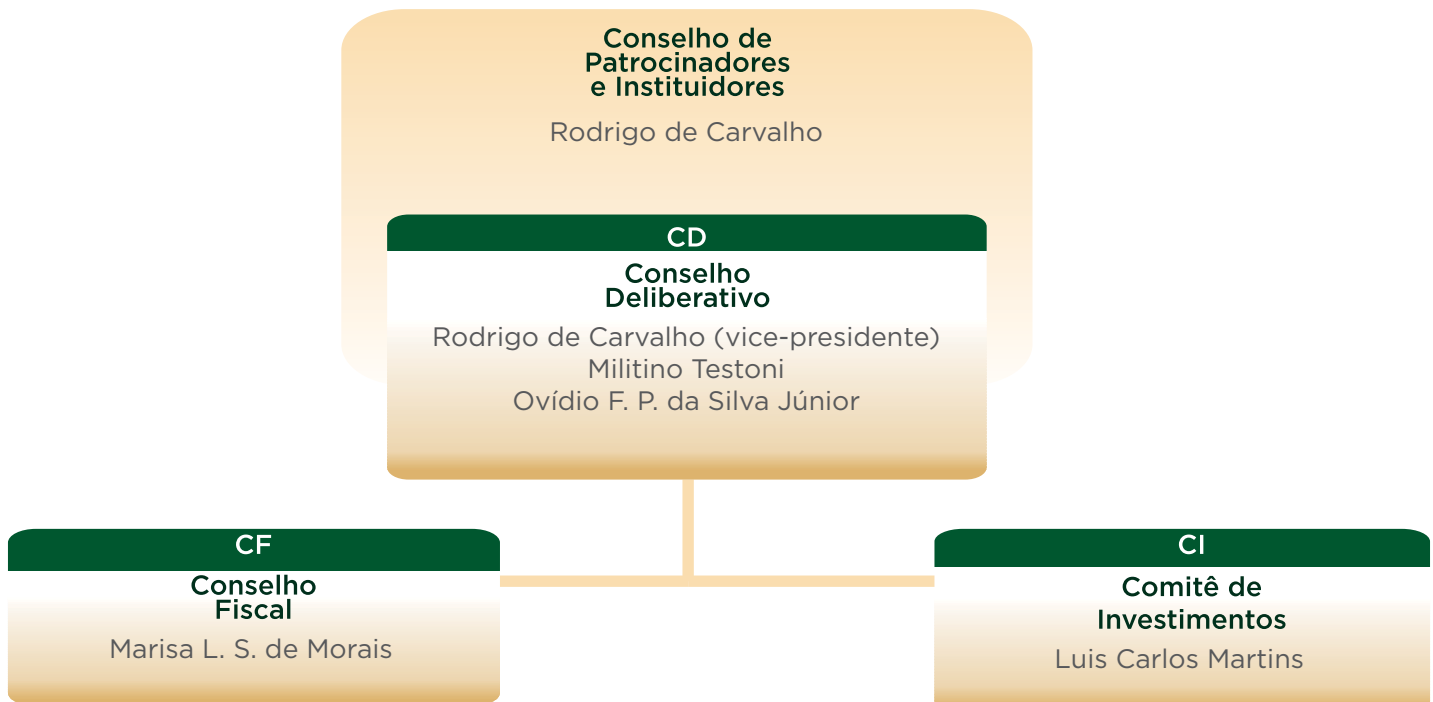 Conselho de
Patrocinadores
e Instituidores
Rodrigo de Carvalho
CD
Conselho
Deliberativo
Rodrigo de Carvalho (vice-presidente)
Militino Testoni
Ovídio F. P. da Silva Júnior
CF
Conselho
Fiscal
Marisa L. S. de Morais
CI
Comitê de
Investimentos
Luis Carlos Martins